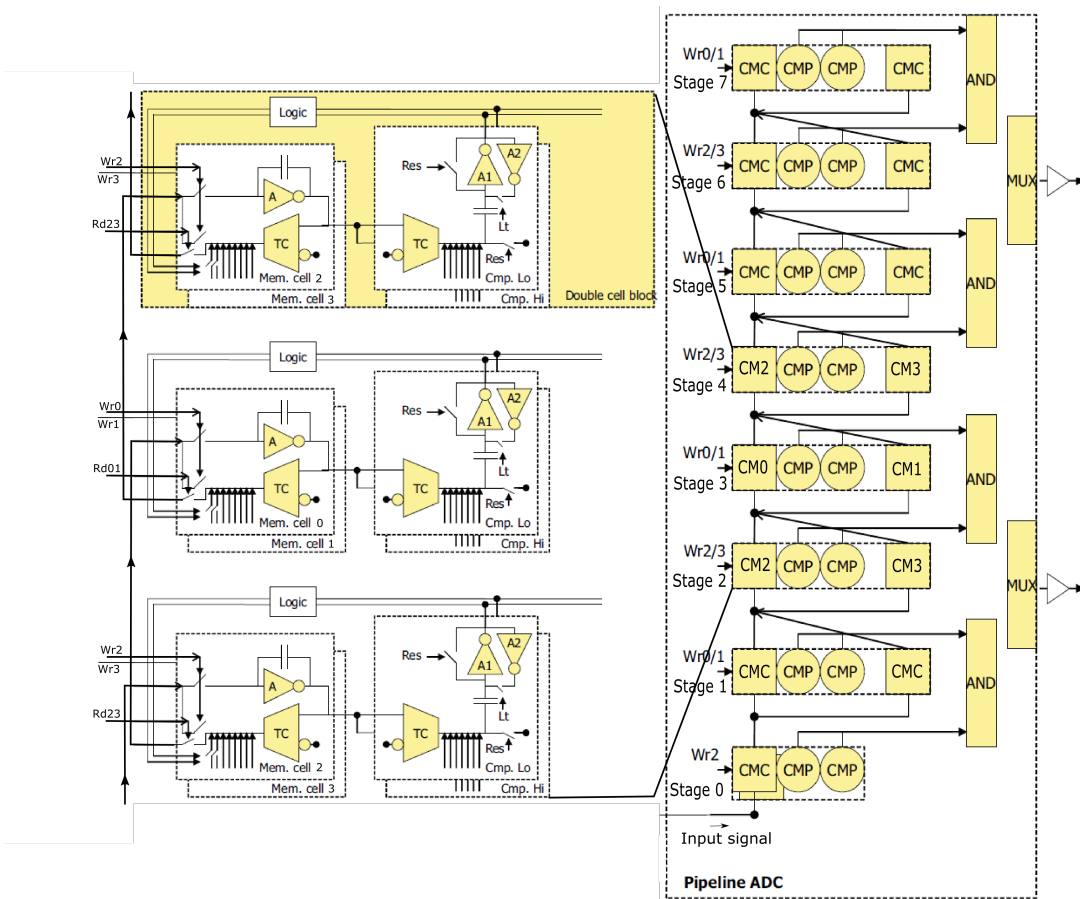 Logic
Wr2
Wr3
Rd23
A
TC
Mem. cell 2
Mem. cell 3
Res
A1
A2
Lt
TC
Res
Cmp. Lo
Cmp. Hi
Double cell block
Logic
Wr0
Wr1
Rd01
A
TC
Mem. cell 0
Mem. cell 1
Res
A1
A2
Lt
TC
Res
Cmp. Lo
Cmp. Hi
Logic
Wr2
Wr3
Rd23
A
TC
Mem. cell 2
Mem. cell 3
Res
A1
A2
Lt
TC
Res
Cmp. Lo
Cmp. Hi
Wr0/1
Stage 7
CMC CMP CMP CMC
AND
Wr2/3
Stage 6
CMC CMP CMP CMC
MUX
Wr0/1
Stage 5
CMC CMP CMP CMC
AND
Wr2/3
Stage 4
CM2 CMP CMP CM3
Wr0/1
Stage 3
CM0 CMP CMP CM1
AND
Wr2/3
Stage 2
CM2 CMP CMP CM3
MUX
Wr0/1
Stage 1
CMC CMP CMP CMC
AND
Wr2
Stage 0
CMC CMP CMP
Input signal
Pipeline ADC